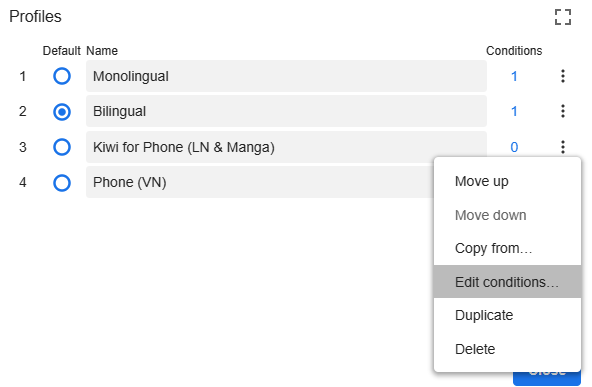 Profiles
Default Name Conditions
1 Monolingual 1
2 Bilingual 1
3 Kiwi for Phone (LN & Manga) 0
4 Phone (VN)
Move up
Move down
Copy from…
Edit conditions…
Duplicate
Delete
Close